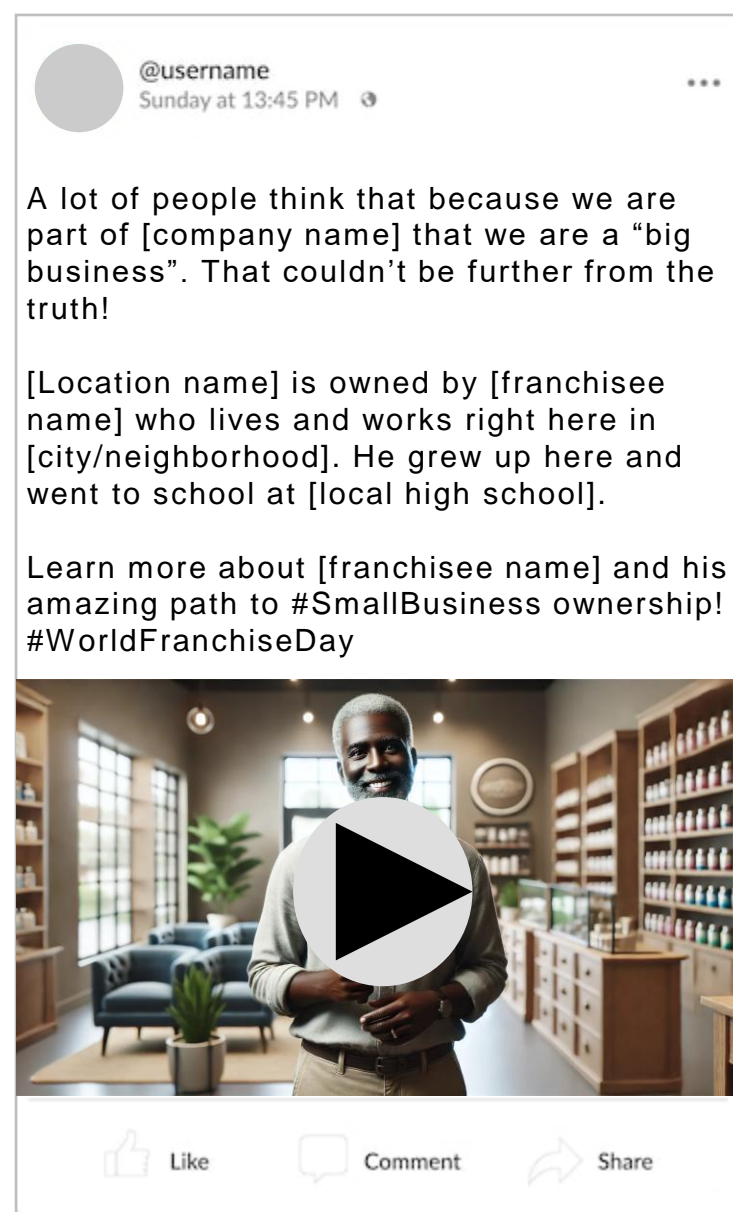 @username
Sunday at 13:45 PM
A lot of people think that because we are
part of [company name] that we are a “big
business”. That couldn’t be further from the
truth!
[Location name] is owned by [franchisee
name] who lives and works right here in
[city/neighborhood]. He grew up here and
went to school at [local high school].
Learn more about [franchisee name] and his
amazing path to #SmallBusiness ownership!
#WorldFranchiseDay
Like
Comment
Share